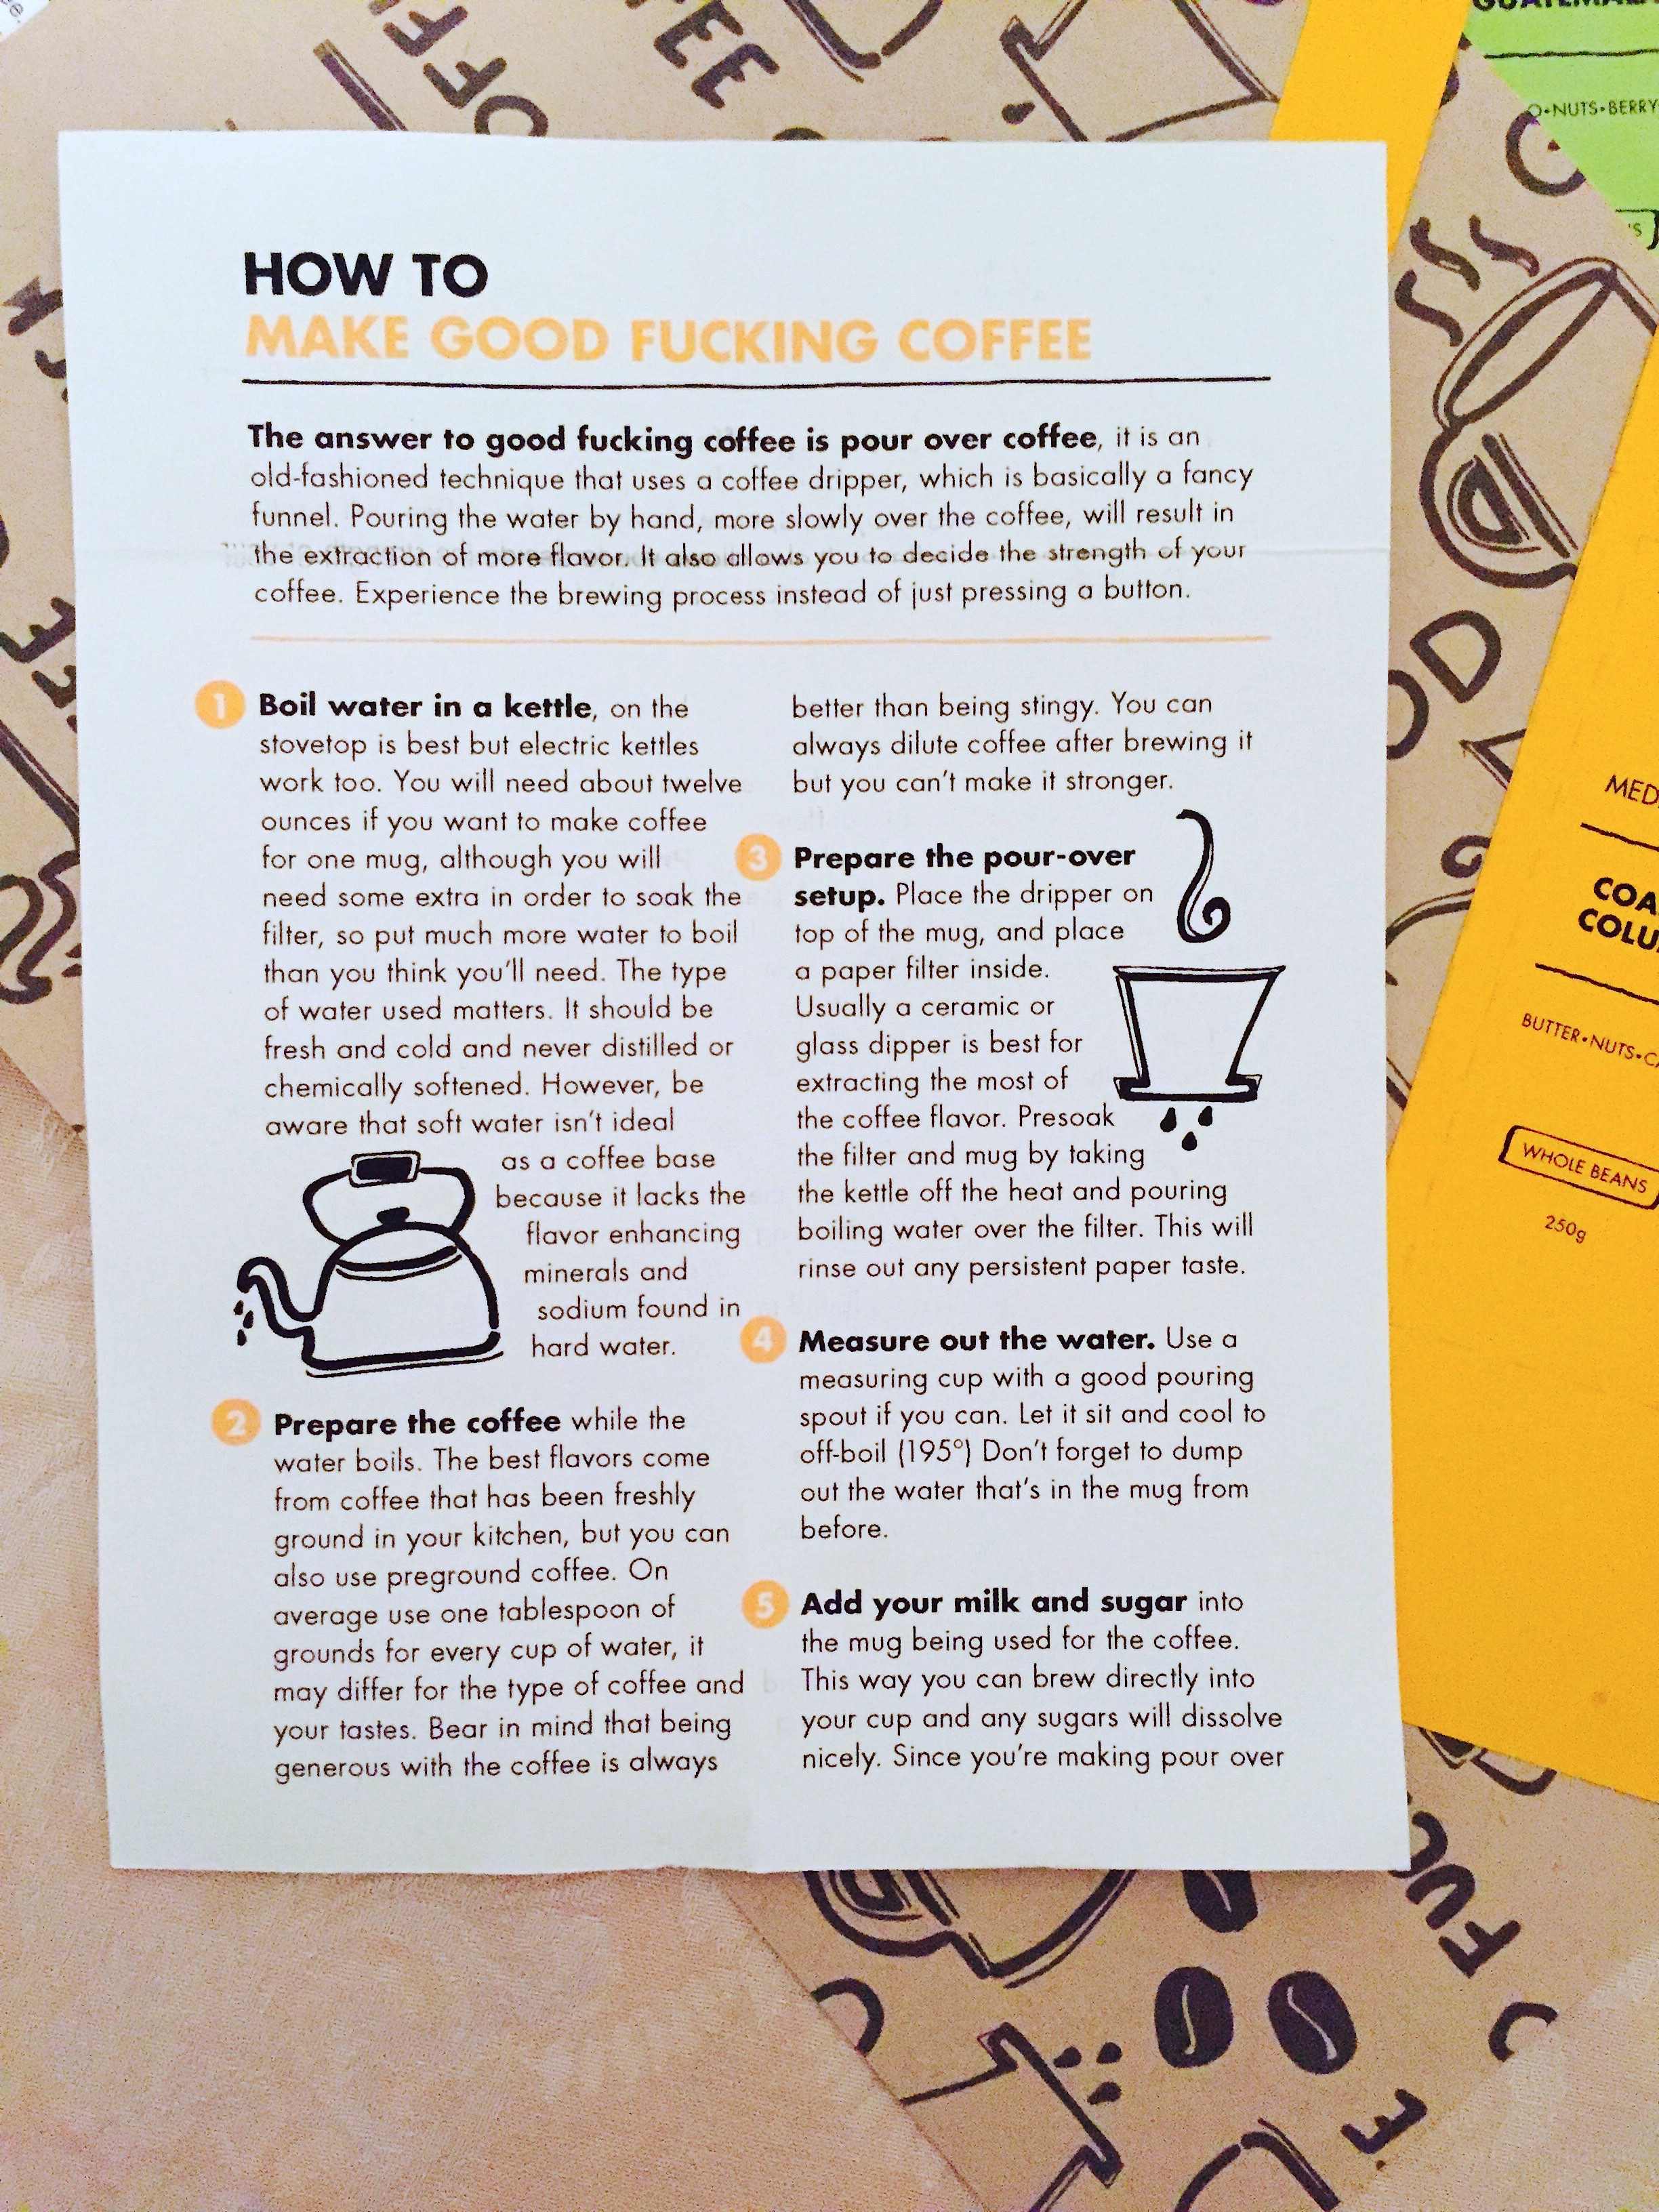 HOW TO
MAKE GOOD FUCKING COFFEE
The answer to good fucking coffee is pour over coffee, it is an
old-fashioned technique that uses a coffee dripper, which is basically a fancy
funnel. Pouring the water by hand, more slowly over the coffee, will result in
the extraction of more flavor. It also allows you to decide the strength of your
coffee. Experience the brewing process instead of just pressing a button.
1 Boil water in a kettle, on the
stovetop is best but electric kettles
work too. You will need about twelve
ounces if you want to make coffee
for one mug, although you will
need some extra in order to soak the
filter, so put much more water to boil
than you think you'll need. The type
of water used matters. It should be
fresh and cold and never distilled or
chemically softened. However, be
aware that soft water isn't ideal
as a coffee base
because it lacks the
flavor enhancing
minerals and
sodium found in
hard water.
2 Prepare the coffee while the
water boils. The best flavors come
from coffee that has been freshly
ground in your kitchen, but you can
also use preground coffee. On
average use one tablespoon of
grounds for every cup of water, it
may differ for the type of coffee and
your tastes. Bear in mind that being
generous with the coffee is always
better than being stingy. You can
always dilute coffee after brewing it
but you can't make it stronger.
3 Prepare the pour-over
setup. Place the dripper on
top of the mug, and place
a paper filter inside.
Usually a ceramic or
glass dipper is best for
extracting the most of
the coffee flavor. Presoak
the filter and mug by taking
the kettle off the heat and pouring
boiling water over the filter. This will
rinse out any persistent paper taste.
4 Measure out the water. Use a
measuring cup with a good pouring
spout if you can. Let it sit and cool to
off-boil (195°) Don't forget to dump
out the water that's in the mug from
before.
5 Add your milk and sugar into
the mug being used for the coffee.
This way you can brew directly into
your cup and any sugars will dissolve
nicely. Since you're making pour over
GUATEMALA
O•NUTS•BERRY
MED
COA
COLU
BUTTER•NUTS•CA
WHOLE BEANS
250g